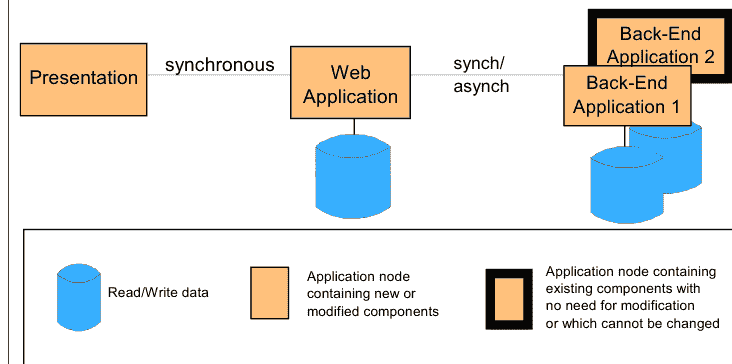 Presentation
synchronous
Web
Application
synch/
asynch
Back-End
Application 2
Back-End
Application 1
Read/Write data
Application node
containing new or
modified components
Application node containing
existing components with
no need for modification
or which cannot be changed